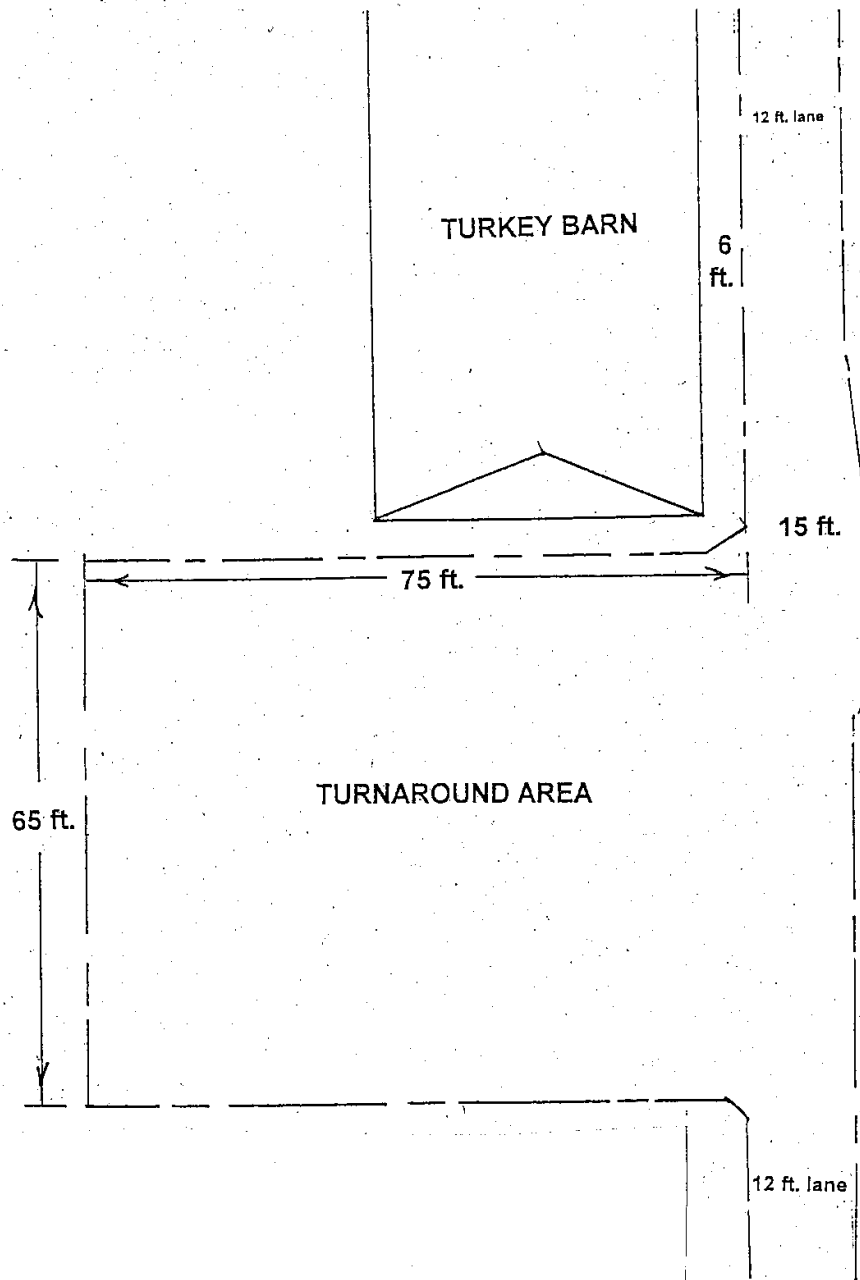 12 ft. lane
TURKEY BARN
6
ft.
15 ft.
75 ft.
TURNAROUND AREA
65 ft.
12 ft. lane